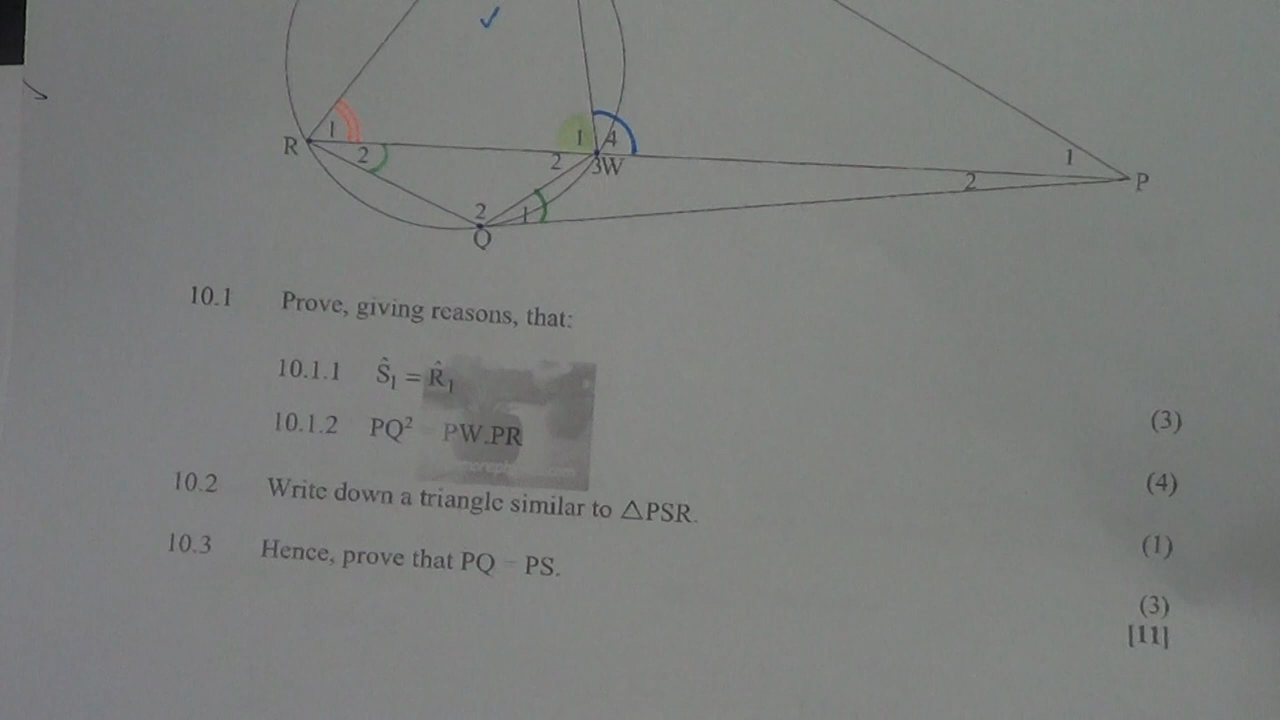 1
4
R
1
2
2
3W
1
2
P
2
1
Q
10.1 Prove, giving reasons, that:
10.1.1 Ŝ₁ = R̂₁
(3)
10.1.2 PQ² PW.PR
(4)
10.2 Write down a triangle similar to △PSR.
(1)
10.3 Hence, prove that PQ = PS.
(3)
[11]